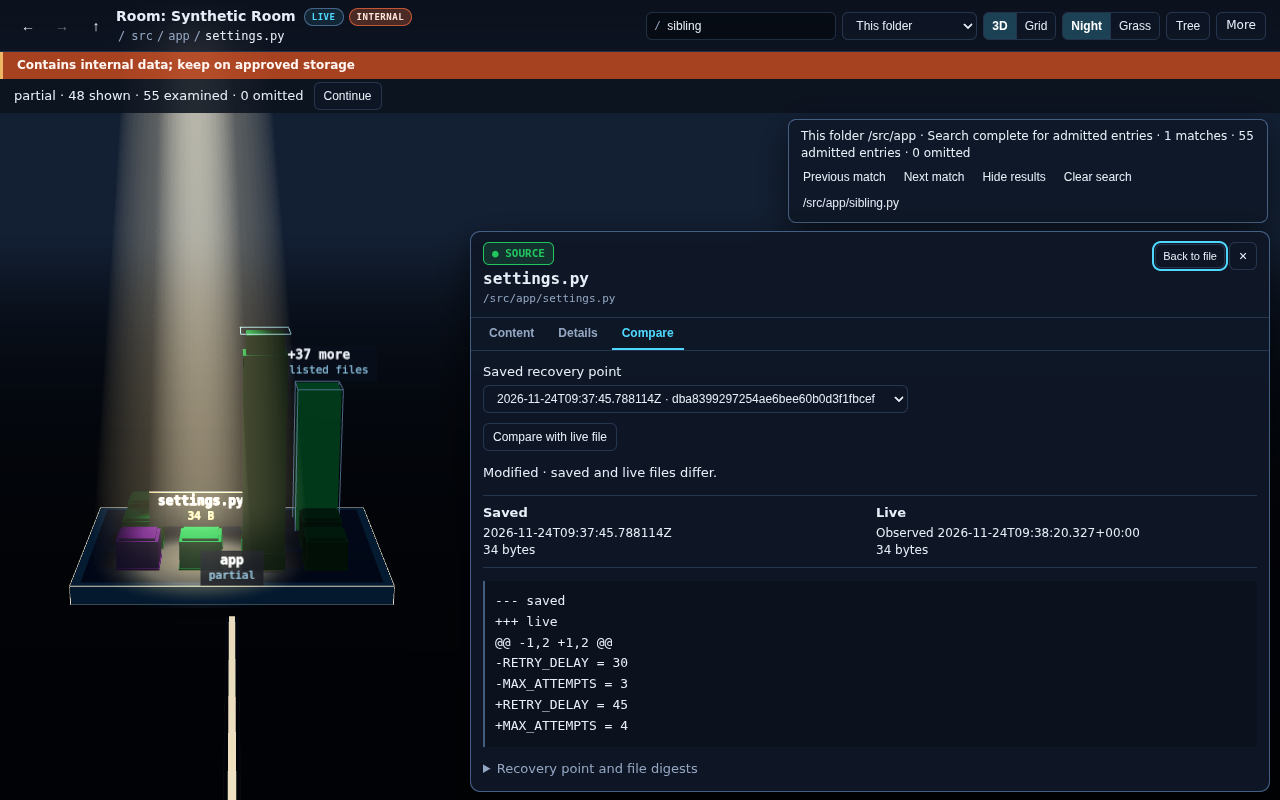 ← → ↑ Room: Synthetic Room LIVE INTERNAL
/ src / app / settings.py
/ sibling This folder 3D Grid Night Grass Tree More
Contains internal data; keep on approved storage
partial · 48 shown · 55 examined · 0 omitted Continue
This folder /src/app · Search complete for admitted entries · 1 matches · 55
admitted entries · 0 omitted
Previous match Next match Hide results Clear search
/src/app/sibling.py
+37 more
listed files
settings.py
34 B
app
partial
● SOURCE Back to file ×
settings.py
/src/app/settings.py
Content Details Compare
Saved recovery point
2026-11-24T09:37:45.788114Z · dba8399297254ae6bee60b0d3f1fbcef
Compare with live file
Modified · saved and live files differ.
Saved Live
2026-11-24T09:37:45.788114Z Observed 2026-11-24T09:38:20.327+00:00
34 bytes 34 bytes
--- saved
+++ live
@@ -1,2 +1,2 @@
-RETRY_DELAY = 30
-MAX_ATTEMPTS = 3
+RETRY_DELAY = 45
+MAX_ATTEMPTS = 4
▶ Recovery point and file digests